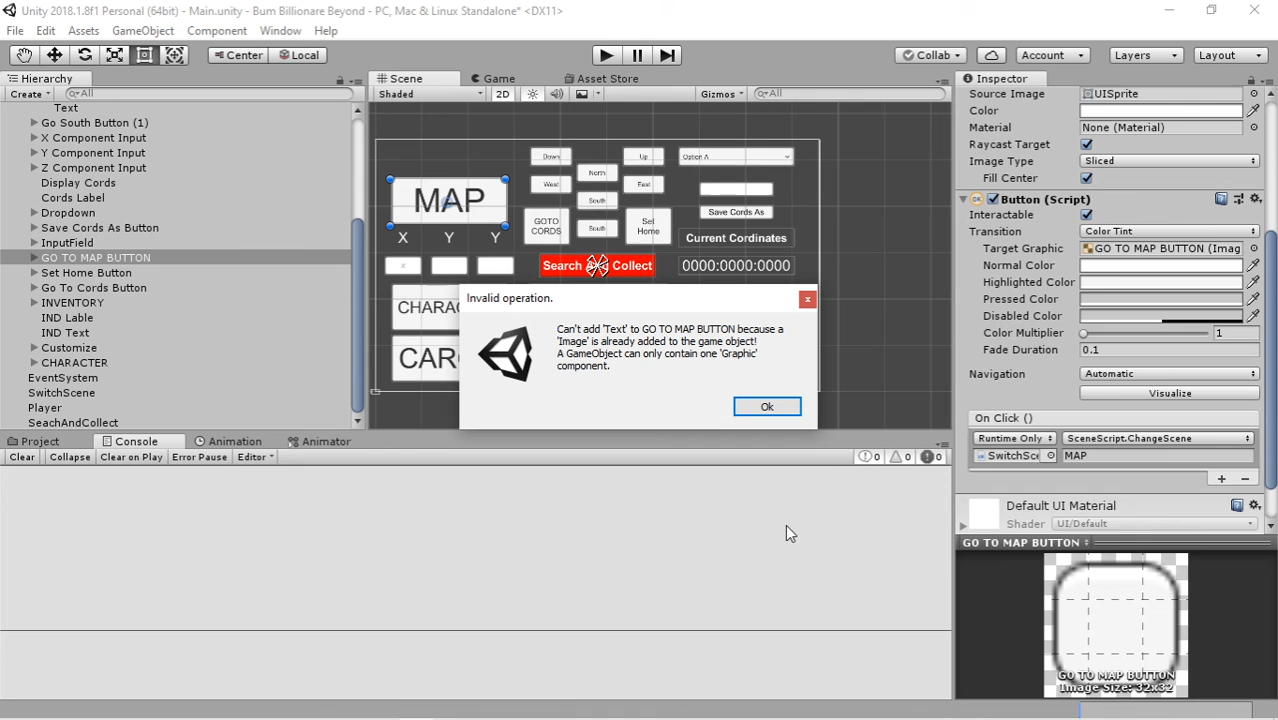 Unity 2018.1.8f1 Personal (64bit) - Main.unity - Bum Billionare Beyond - PC, Mac & Linux Standalone* <DX11>
File Edit Assets GameObject Component Window Help
Center Local Collab Account Layers Layout
Hierarchy
Create All
Text
Go South Button (1)
X Component Input
Y Component Input
Z Component Input
Display Cords
Cords Label
Dropdown
Save Cords As Button
InputField
GO TO MAP BUTTON
Set Home Button
Go To Cords Button
INVENTORY
IND Lable
IND Text
Customize
CHARACTER
EventSystem
SwitchScene
Player
SeachAndCollect
Scene Game Asset Store
Shaded 2D Gizmos All
Down Up Option A
North
West East
MAP
South
Save Cords As
GOTO
CORDS
South
Set
Home
X Y Y
Current Cordinates
x
Search and Collect
0000:0000:0000
CHARAC
CARG
Invalid operation.
x
Can't add 'Text' to GO TO MAP BUTTON because a
'Image' is already added to the game object!
A GameObject can only contain one 'Graphic'
component.
Ok
Project Console Animation Animator
Clear Collapse Clear on Play Error Pause Editor 0 0 0
Inspector
Source Image UISprite
Color
Material None (Material)
Raycast Target
Image Type Sliced
Fill Center
Button (Script)
Interactable
Transition Color Tint
Target Graphic GO TO MAP BUTTON (Imag
Normal Color
Highlighted Color
Pressed Color
Disabled Color
Color Multiplier 1
Fade Duration 0.1
Navigation Automatic
Visualize
On Click ()
Runtime Only SceneScript.ChangeScene
SwitchSce MAP
+ −
Default UI Material
Shader UI/Default
GO TO MAP BUTTON
GO TO MAP BUTTON
Image Size: 32x32